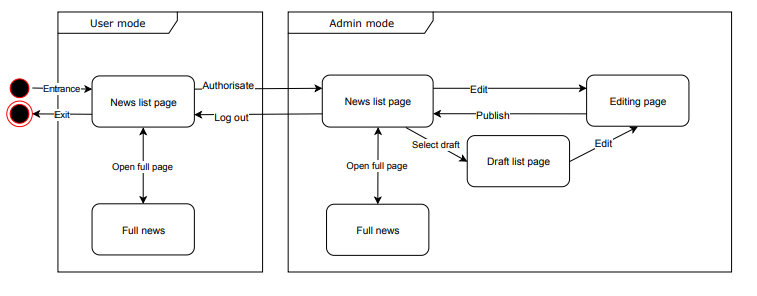 User mode
Admin mode
Entrance
Exit
News list page
Authorisate
Log out
News list page
Edit
Publish
Editing page
Open full page
Open full page
Select draft
Draft list page
Edit
Full news
Full news